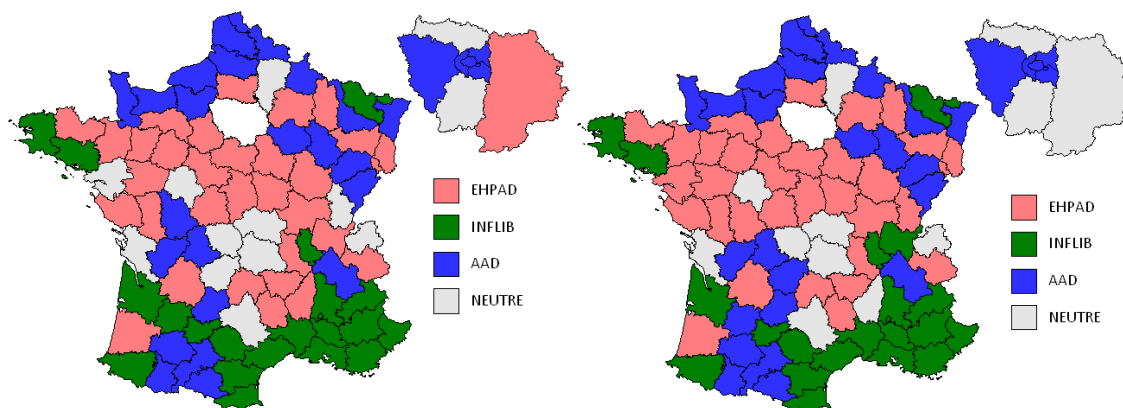 EHPAD
INFLIB
AAD
NEUTRE
EHPAD
INFLIB
AAD
NEUTRE